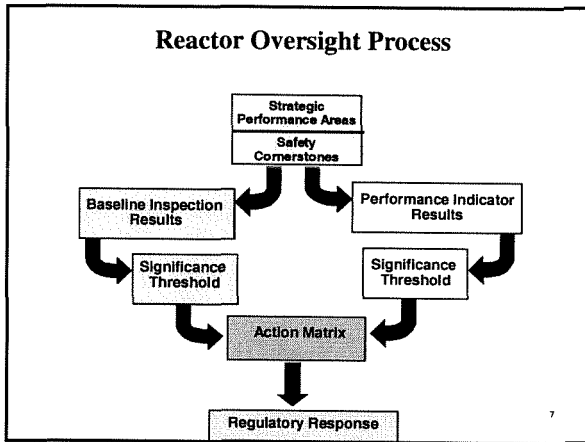 Reactor Oversight Process
Strategic
Performance Areas
Safety
Cornerstones
Baseline Inspection
Results
Performance Indicator
Results
Significance
Threshold
Significance
Threshold
Action Matrix
Regulatory Response
7